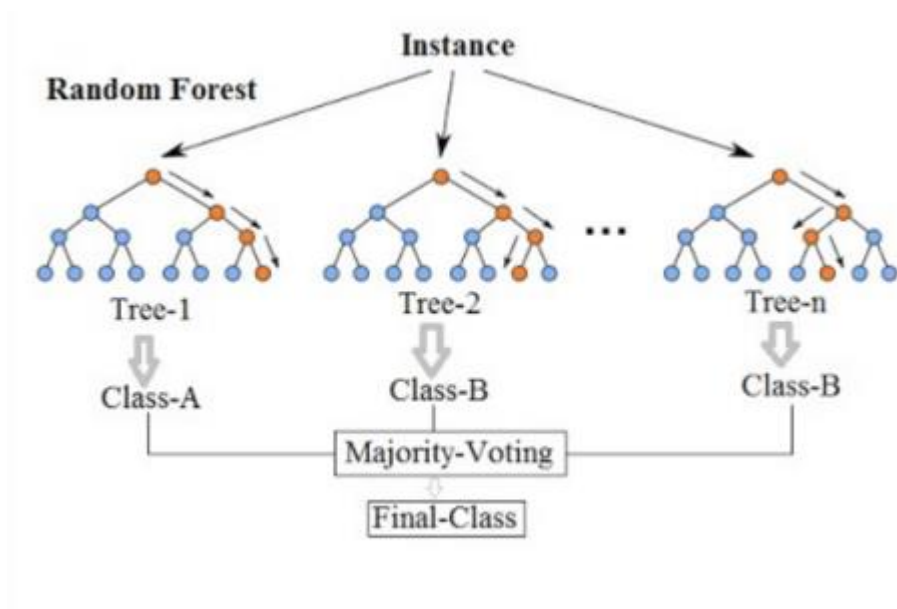 Instance
Random Forest
...
Tree-1
Tree-2
Tree-n
Class-A
Class-B
Class-B
Majority-Voting
Final-Class